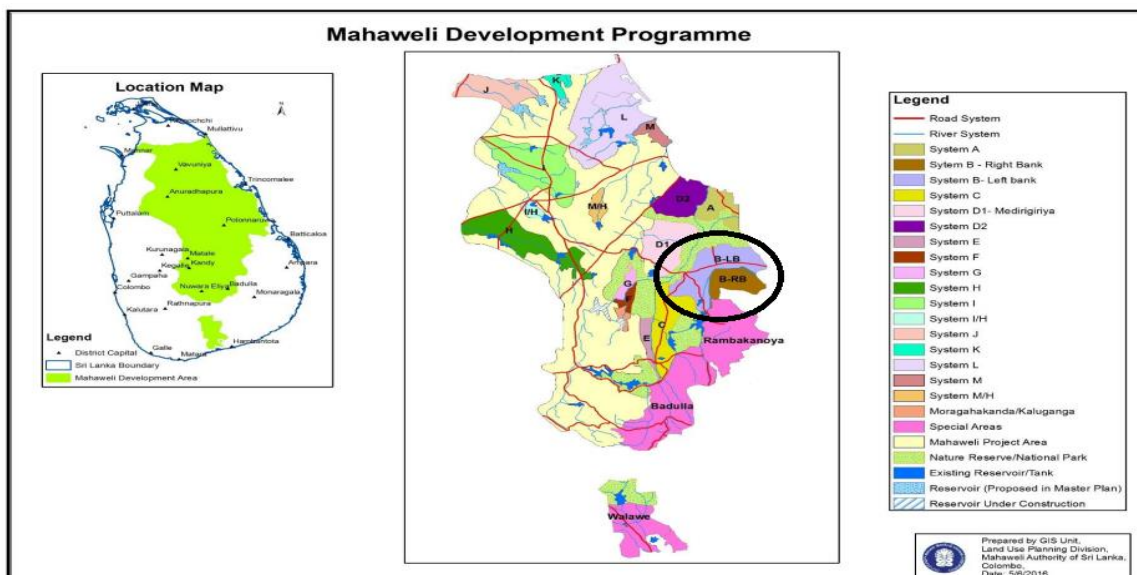 Mahaweli Development Programme
Location Map
N
Mullattivu
Mannar
Vavuniya
Trincomalee
Anuradhapura
Puttalam
Polonnaruwa
Batticaloa
Kurunagala
Matale
Kegalle
Kandy
Ampara
Gampaha
Nuwara Eliya
Badulla
Colombo
Monaragala
Rathnapura
Kalutara
Galle
Matara
Hambantota
Legend
District Capital
Sri Lanka Boundary
Mahaweli Development Area
K
J
L
M
I
D2
A
M/H
I/H
H
D1
B-LB
B-RB
G
F
C
E
Rambakanoya
Badulla
Walawe
Legend
Road System
River System
System A
Sytem B - Right Bank
System B- Left bank
System C
System D1- Medirigiriya
System D2
System E
System F
System G
System H
System I
System I/H
System J
System K
System L
System M
System M/H
Moragahakanda/Kaluganga
Special Areas
Mahaweli Project Area
Nature Reserve/National Park
Existing Reservoir/Tank
Reservoir (Proposed in Master Plan)
Reservoir Under Construction
Prepared by GIS Unit,
Land Use Planning Division,
Mahaweli Authority of Sri Lanka,
Colombo,
Date: 5/6/2016